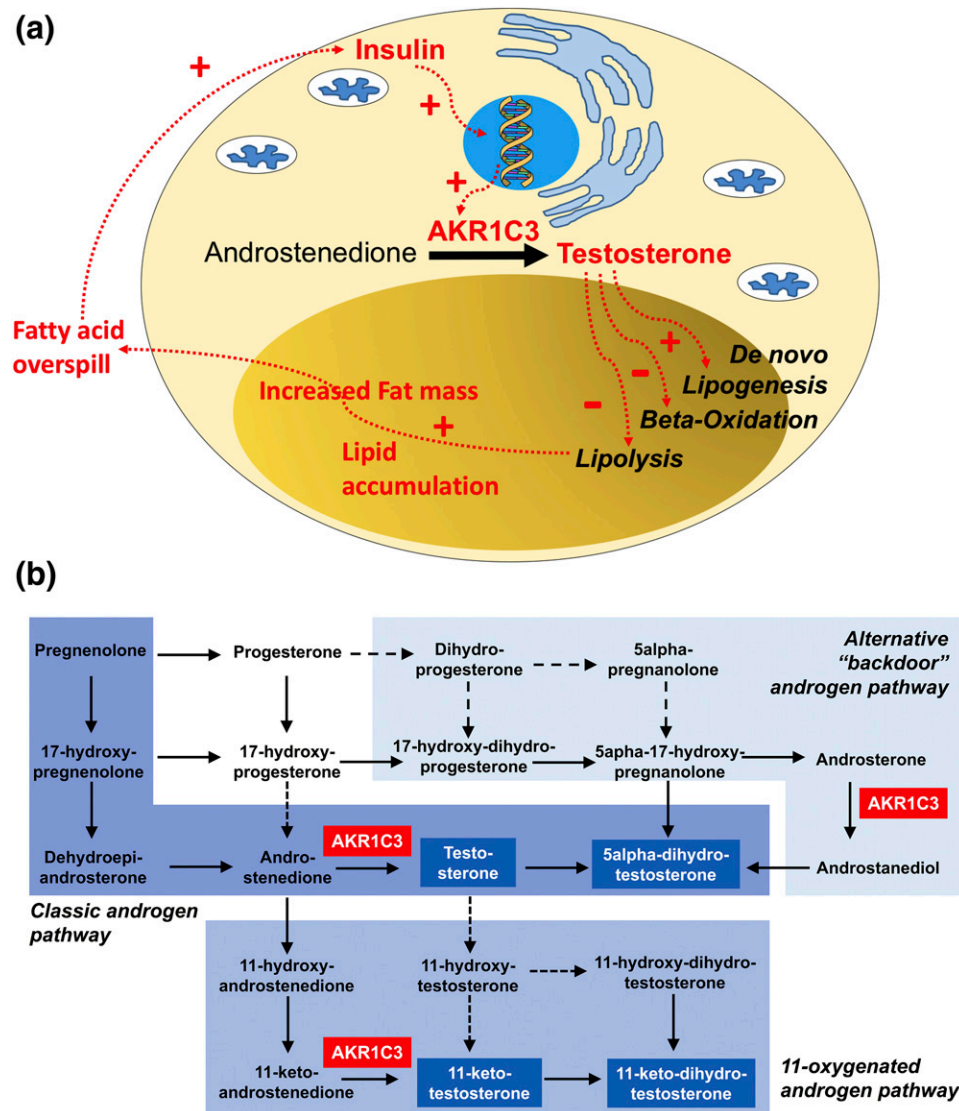 (a)
Insulin
+
+
+
AKR1C3
Androstenedione
Testosterone
Fatty acid
overspill
+
De novo
Lipogenesis
-
Beta-Oxidation
-
Increased Fat mass
+
Lipolysis
Lipid
accumulation
(b)
Pregnenolone
Progesterone
Dihydro-
progesterone
5alpha-
pregnanolone
Alternative
"backdoor"
androgen pathway
17-hydroxy-
pregnenolone
17-hydroxy-
progesterone
17-hydroxy-dihydro-
progesterone
5apha-17-hydroxy-
pregnanolone
Androsterone
AKR1C3
Dehydroepi-
androsterone
Andro-
stenedione
AKR1C3
Testo-
sterone
5alpha-dihydro-
testosterone
Androstanediol
Classic androgen
pathway
11-hydroxy-
androstenedione
11-hydroxy-
testosterone
11-hydroxy-dihydro-
testosterone
11-keto-
androstenedione
AKR1C3
11-keto-
testosterone
11-keto-dihydro-
testosterone
11-oxygenated
androgen pathway